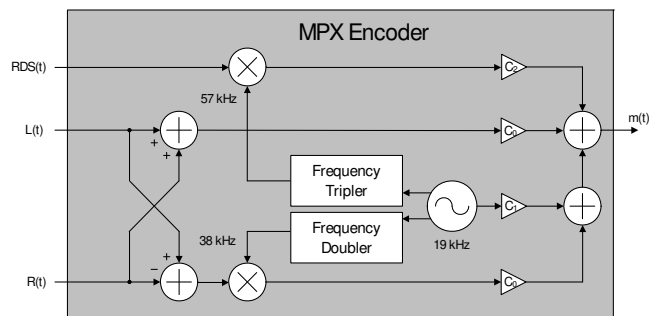 MPX Encoder
RDS(t)
C2
57 kHz
L(t)
+
+
C0
m(t)
Frequency
Tripler
Frequency
Doubler
C1
38 kHz
19 kHz
+
−
R(t)
C0